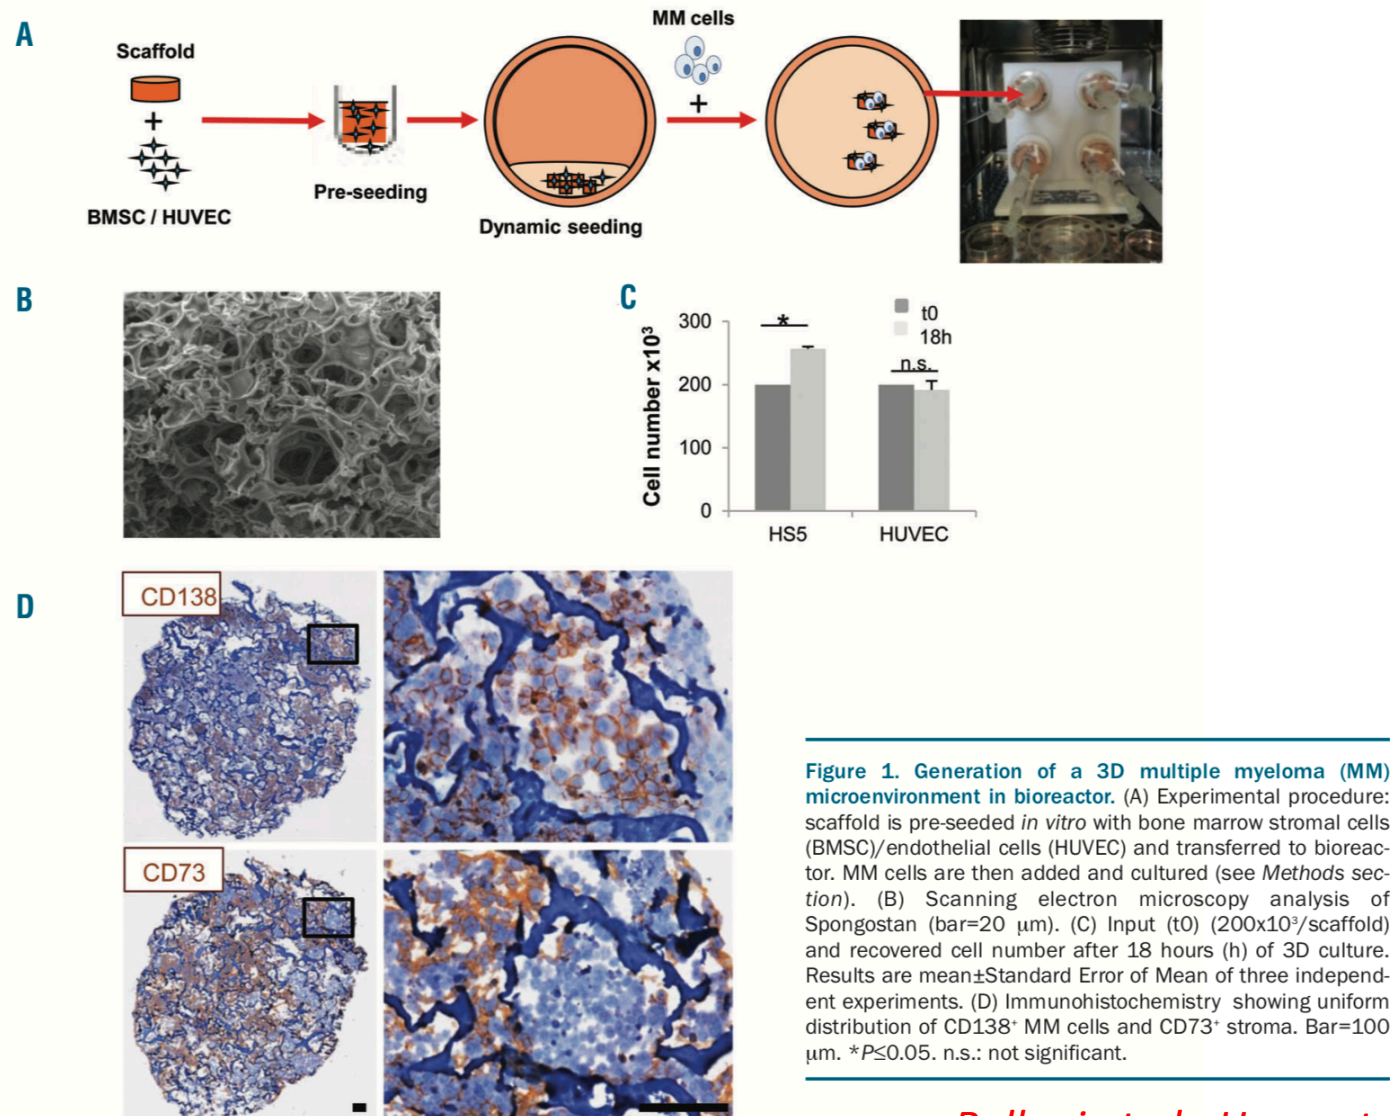 A
Scaffold
+
BMSC / HUVEC
Pre-seeding
Dynamic seeding
MM cells
+
B
C
Cell number x10³
300
200
100
0
*
n.s.
t0
18h
HS5
HUVEC
D
CD138
CD73
Figure 1. Generation of a 3D multiple myeloma (MM)
microenvironment in bioreactor. (A) Experimental procedure:
scaffold is pre-seeded in vitro with bone marrow stromal cells
(BMSC)/endothelial cells (HUVEC) and transferred to bioreac-
tor. MM cells are then added and cultured (see Methods sec-
tion). (B) Scanning electron microscopy analysis of
Spongostan (bar=20 μm). (C) Input (t0) (200x10³/scaffold)
and recovered cell number after 18 hours (h) of 3D culture.
Results are mean±Standard Error of Mean of three independ-
ent experiments. (D) Immunohistochemistry showing uniform
distribution of CD138⁺ MM cells and CD73⁺ stroma. Bar=100
μm. *P≤0.05. n.s.: not significant.